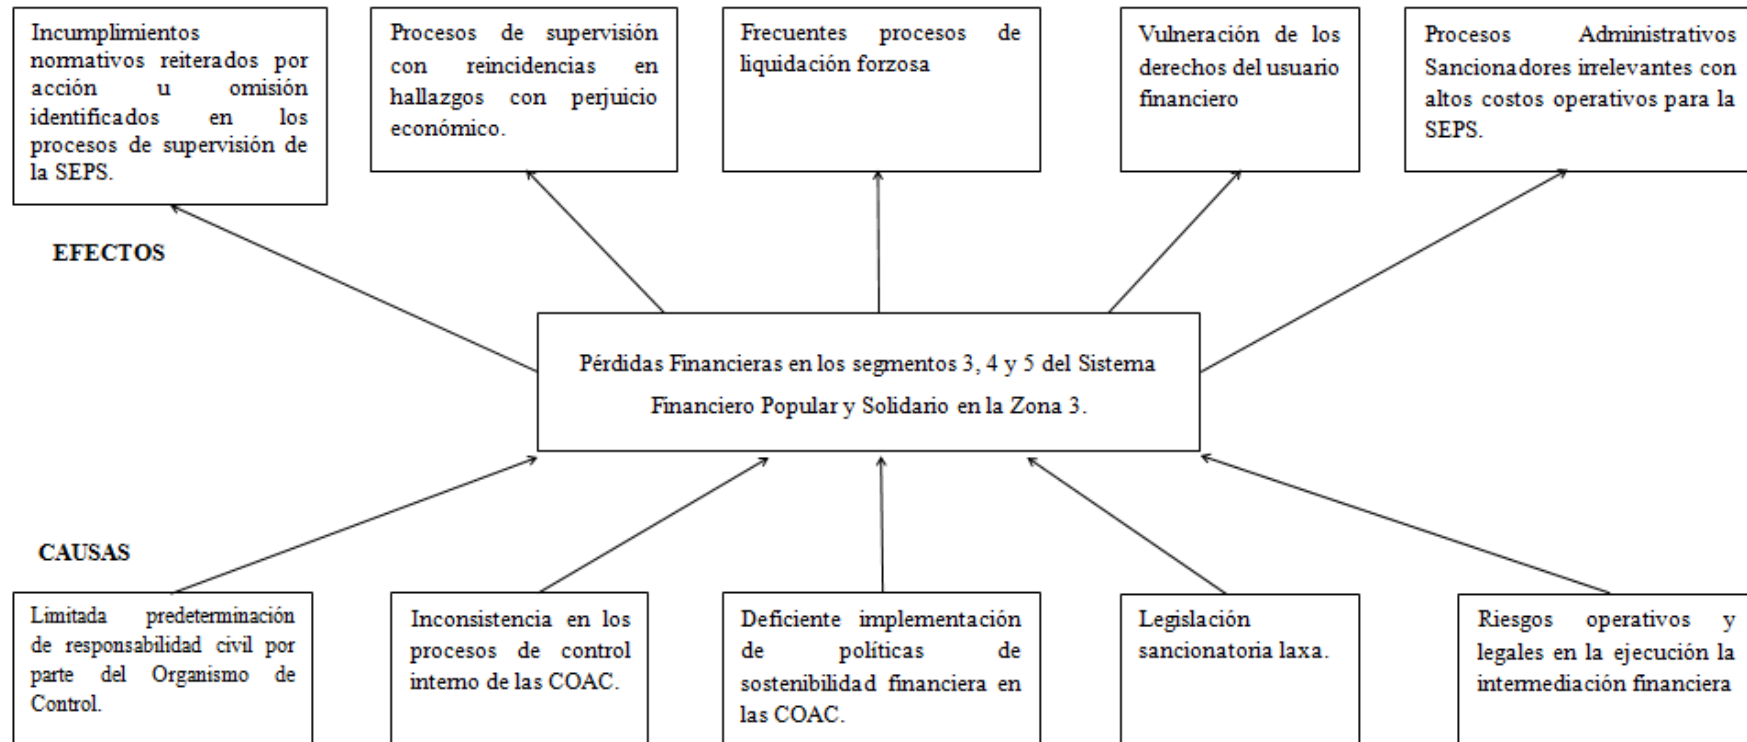 Incumplimientos
normativos reiterados por
acción u omisión
identificados en los
procesos de supervisión de
la SEPS.
Procesos de supervisión
con reincidencias en
hallazgos con perjuicio
económico.
Frecuentes procesos de
liquidación forzosa
Vulneración de los
derechos del usuario
financiero
Procesos Administrativos
Sancionadores irrelevantes con
altos costos operativos para la
SEPS.
EFECTOS
Pérdidas Financieras en los segmentos 3, 4 y 5 del Sistema
Financiero Popular y Solidario en la Zona 3.
CAUSAS
Limitada predeterminación
de responsabilidad civil por
parte del Organismo de
Control.
Inconsistencia en los
procesos de control
interno de las COAC.
Deficiente implementación
de políticas de
sostenibilidad financiera en
las COAC.
Legislación
sancionatoria laxa.
Riesgos operativos y
legales en la ejecución la
intermediación financiera